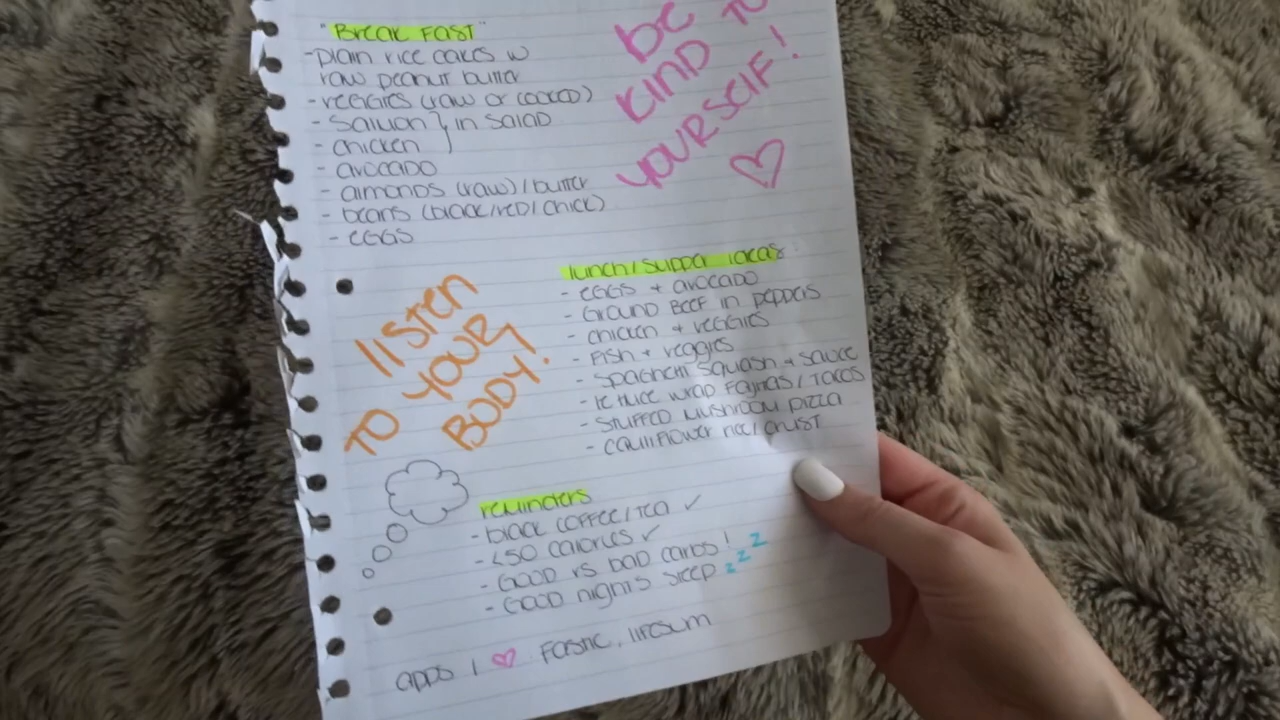 "BREAK FAST"
-plain rice cakes w
raw peanut butter
- veggies (raw or cooked)
- salmon } in salad
- chicken
- avocado
- almonds (raw) / butter
- beans (black/red/chick)
- eggs
be
KIND TO
YOURSELF!
lunch/supper ideas
- eggs + avocado
- Ground Beef in peppers
- chicken + veggies
- Fish + veggies
- Spaghetti Squash + sauce
- lettuce wrap Fajitas / Tacos
- Stuffed mushroom pizza
- cauliflower rice/crust
listen
TO YOUR
BODY!
reminders
- black coffee/tea ✓
- <50 calories ✓
- Good vs bad carbs!
- Good nights sleep z z z
apps I ♡ Fastic, lifesum